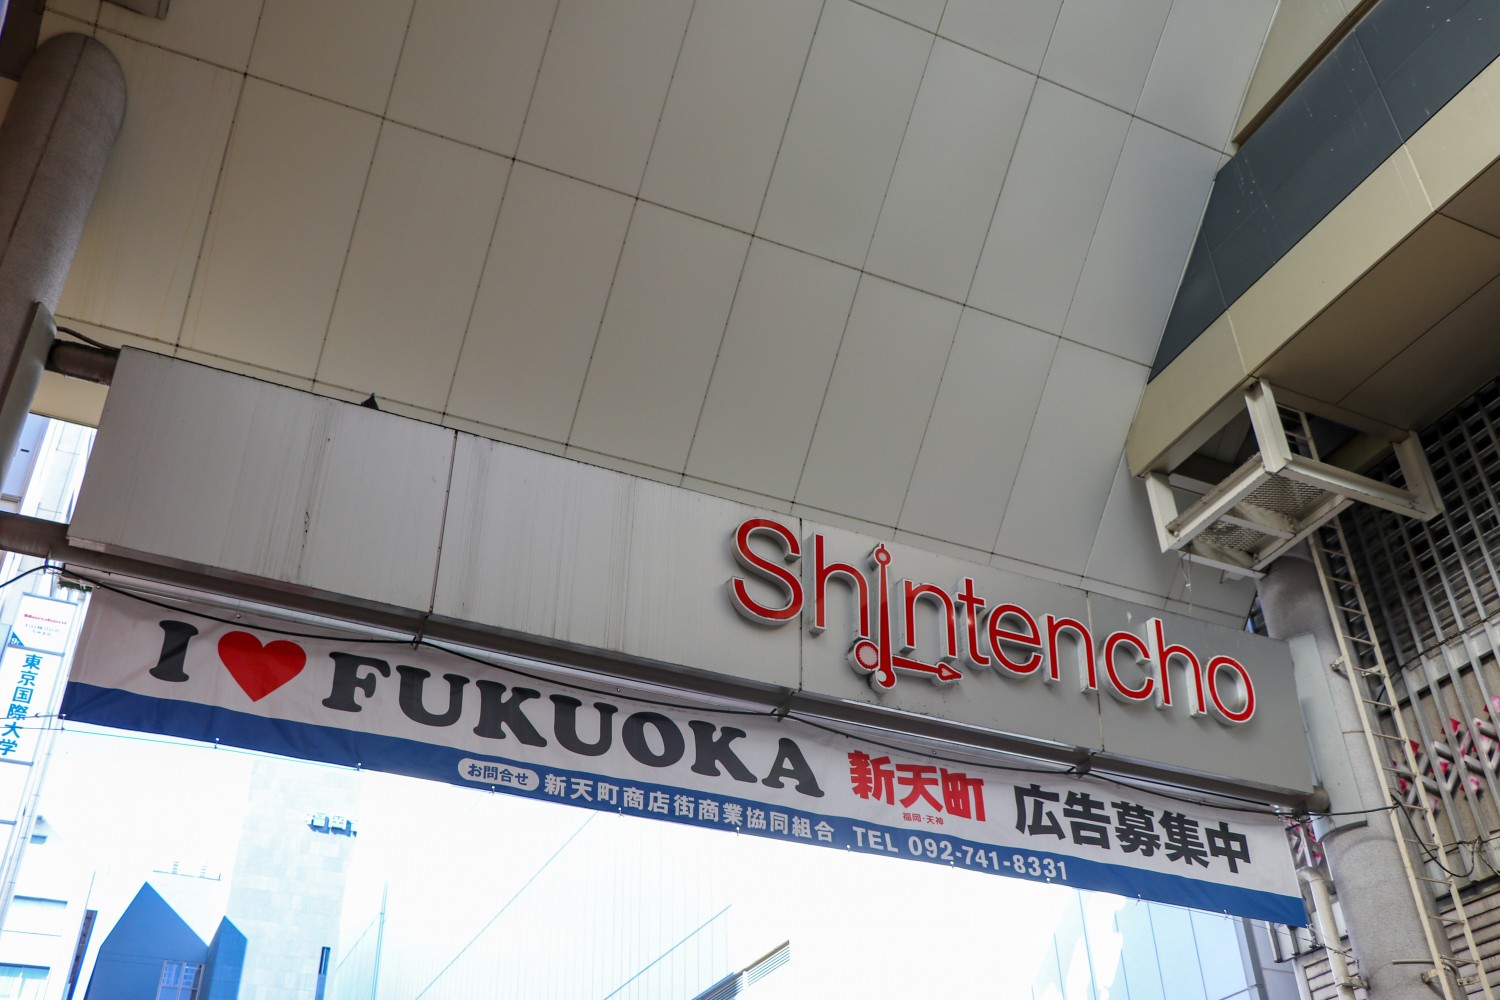 Shintencho
I ♥ FUKUOKA 新天町 広告募集中
福岡・天神
お問合せ 新天町商店街商業協同組合 TEL 092-741-8331
東京国際大学
福岡